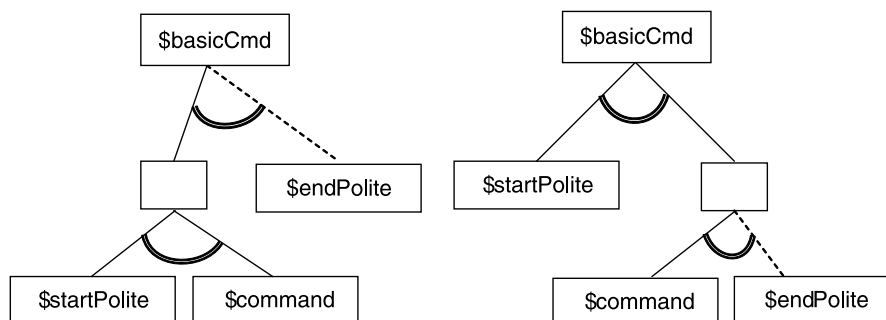 $basicCmd
$endPolite
$startPolite
$command
$basicCmd
$startPolite
$command
$endPolite